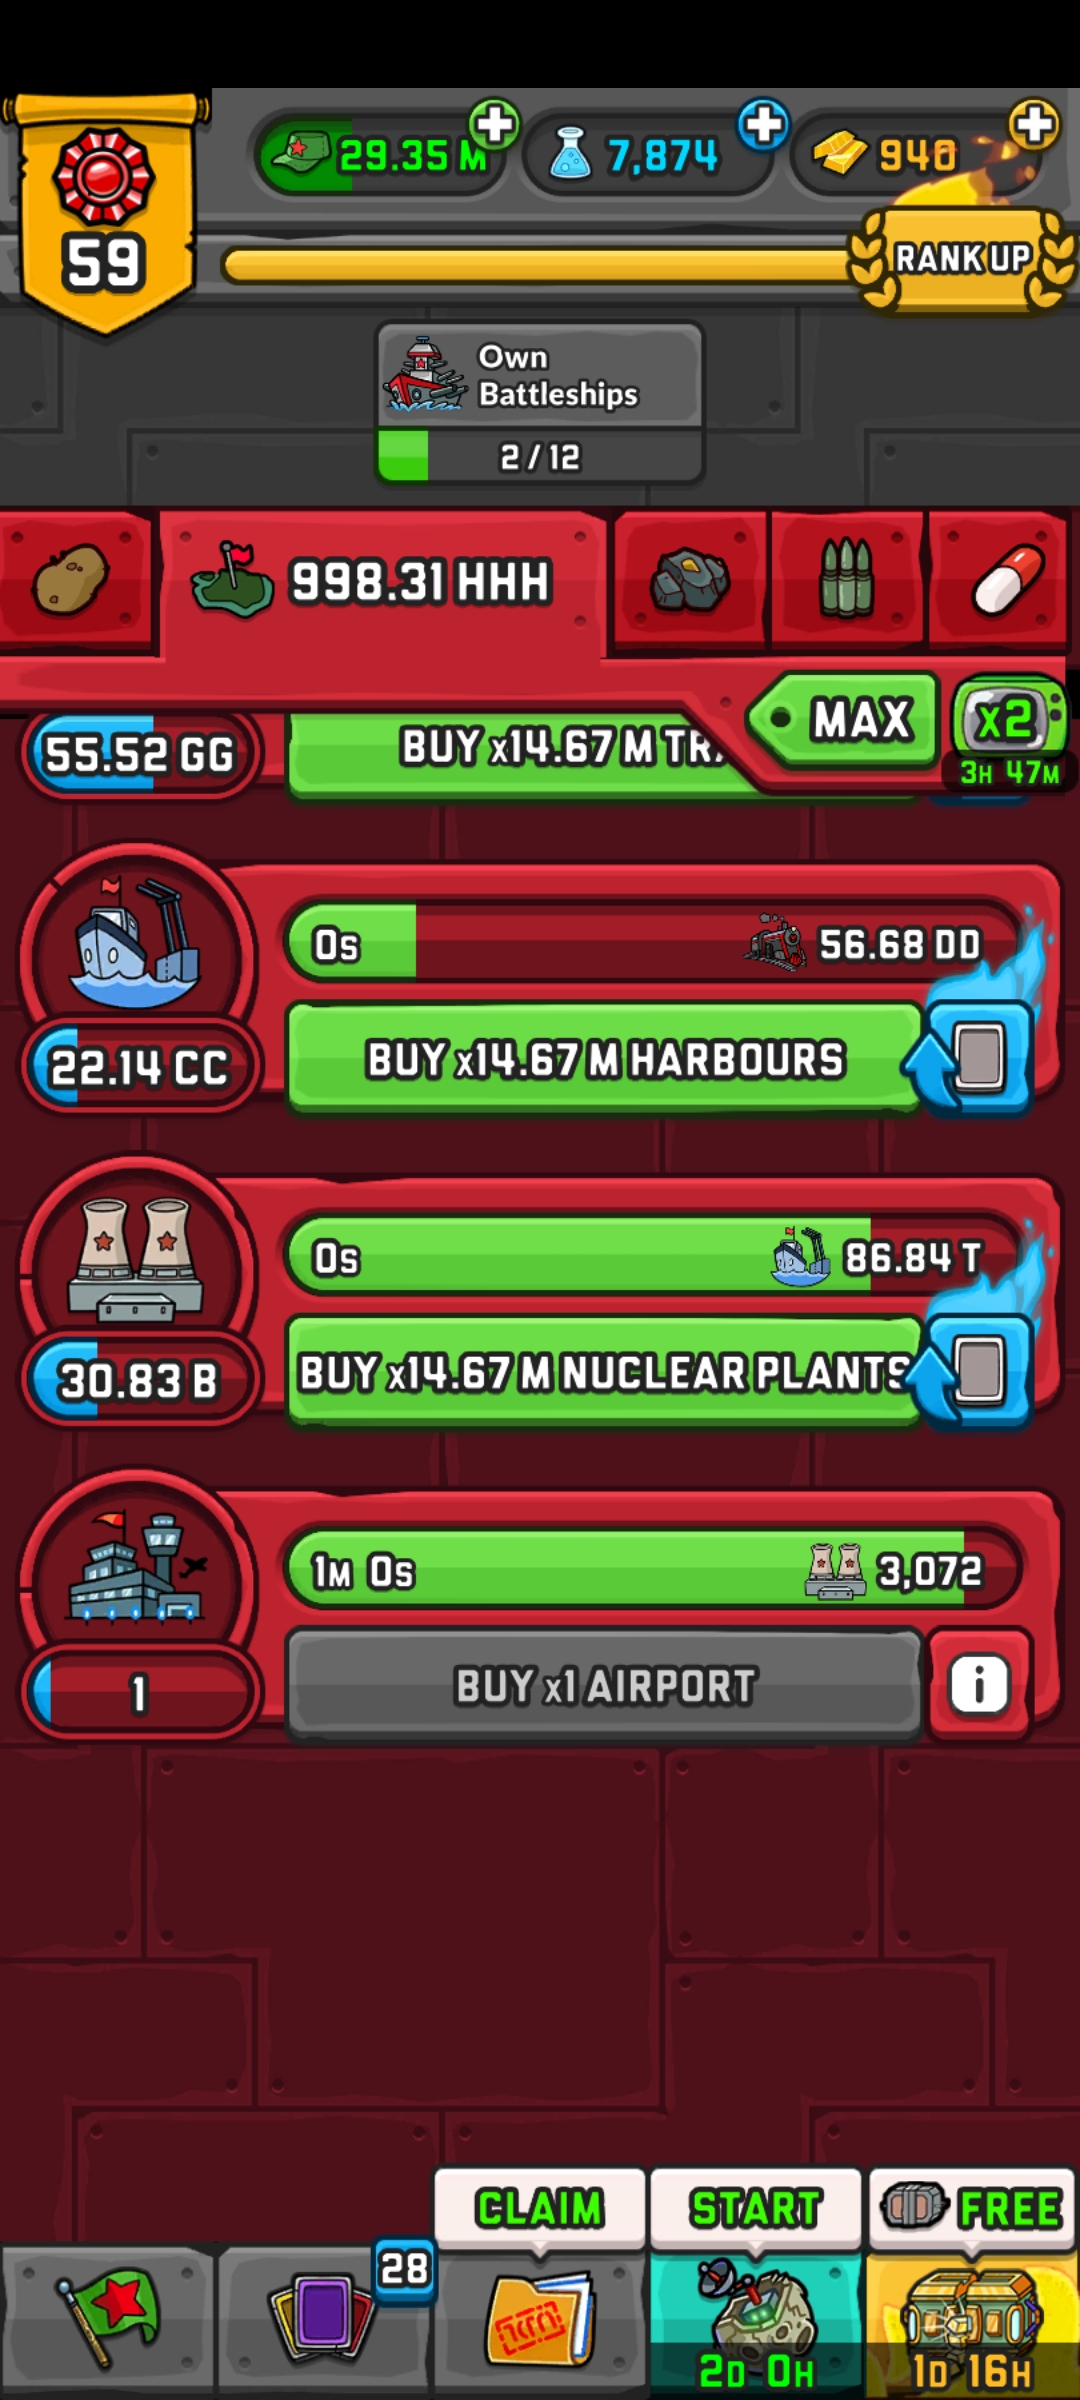 29.35 M
7,874
940
59
RANK UP
Own
Battleships
2 / 12
998.31 HHH
MAX
x2
3H 47M
55.52 GG
BUY x14.67 M
0s
56.68 DD
22.14 CC
BUY x14.67 M HARBOURS
0s
86.84 T
30.83 B
BUY x14.67 M NUCLEAR PLANTS
1M 0s
3,072
1
BUY x1 AIRPORT
i
CLAIM
START
FREE
28
2D 0H
1D 16H